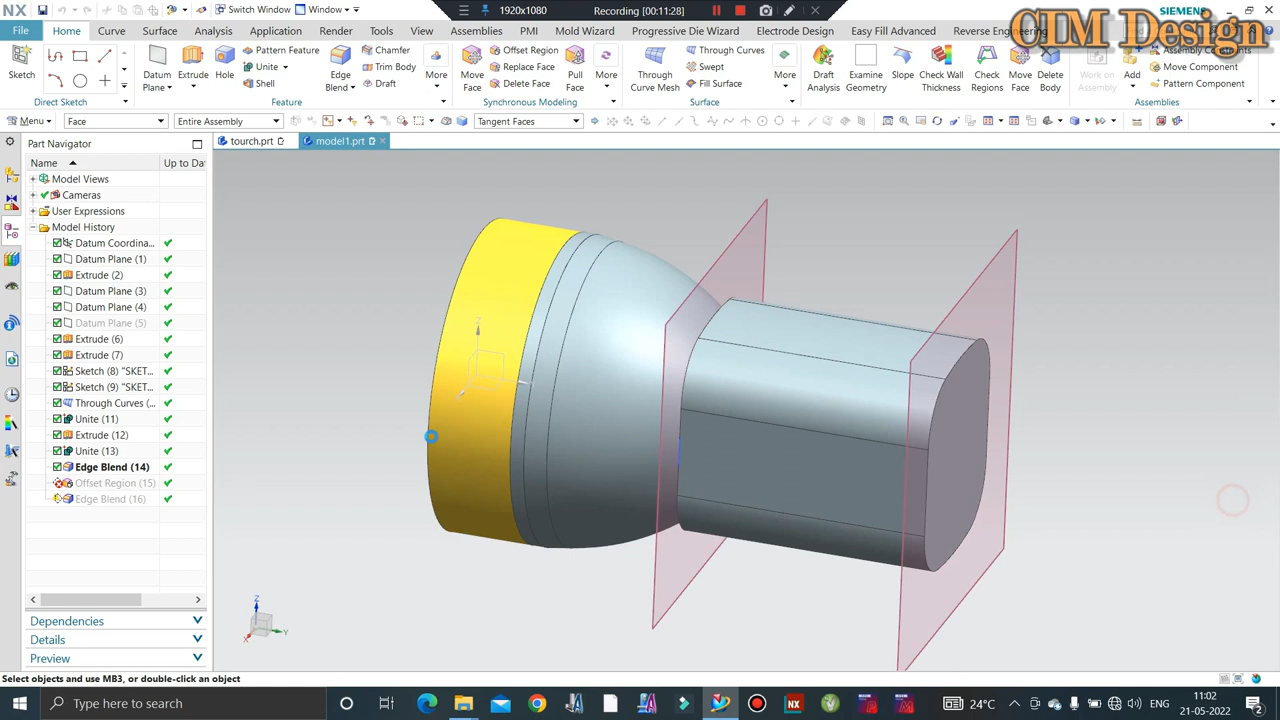 NX
Switch Window
Window
1920x1080
Recording [00:11:28]
SIEMENS
CIM Design
File
Home
Curve
Surface
Analysis
View
Render
Tools
Assemblies
PMI
Mold Wizard
Progressive Die Wizard
Electrode Design
Easy Fill Advanced
Reverse Engineering
Sketch
Direct Sketch
Datum Plane
Extrude
Hole
Pattern Feature
Unite
Shell
Edge Blend
Chamfer
Trim Body
Draft
More
Feature
Move Face
Offset Region
Replace Face
Delete Face
Pull Face
More
Synchronous Modeling
Through Curve Mesh
Through Curves
Swept
Fill Surface
More
Surface
Draft Analysis
Examine Geometry
Slope
Check Wall Thickness
Check Regions
Move Face
Delete Body
Work on Assembly
Add
Assembly Constraints
Move Component
Pattern Component
Assemblies
Menu
Face
Entire Assembly
Tangent Faces
Part Navigator
tourch.prt
model1.prt
Name
Up to Dat
Model Views
Cameras
User Expressions
Model History
Datum Coordina...
Datum Plane (1)
Extrude (2)
Datum Plane (3)
Datum Plane (4)
Datum Plane (5)
Extrude (6)
Extrude (7)
Sketch (8) "SKET...
Sketch (9) "SKET...
Through Curves (...
Unite (11)
Extrude (12)
Unite (13)
Edge Blend (14)
Offset Region (15)
Edge Blend (16)
Z
Z
Y
X
Dependencies
Details
Preview
Select objects and use MB3, or double-click an object
Type here to search
24°C
ENG
11:02
21-05-2022
2